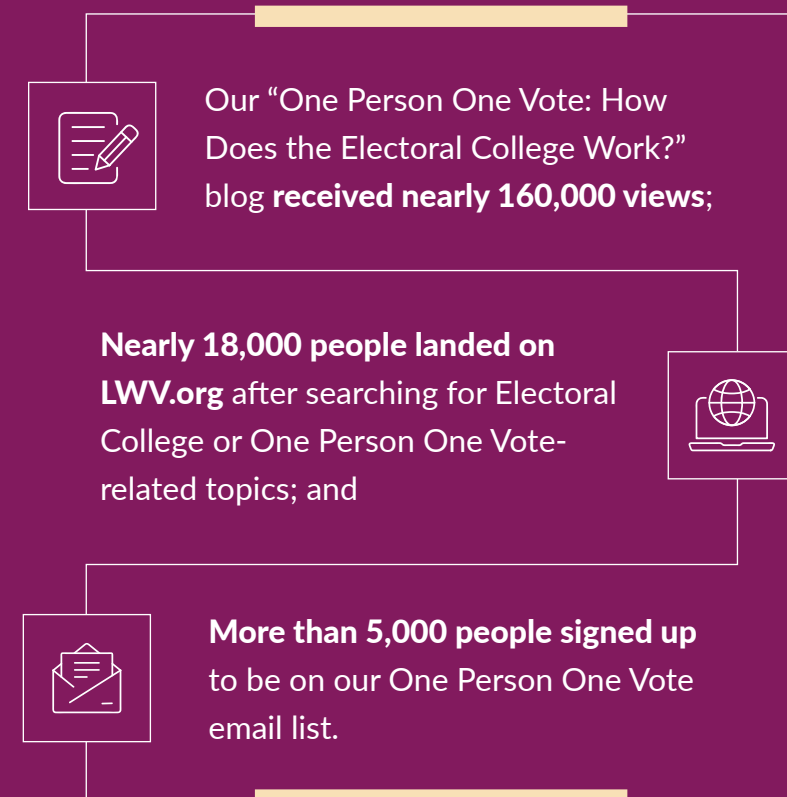 Our “One Person One Vote: How
Does the Electoral College Work?”
blog received nearly 160,000 views;
Nearly 18,000 people landed on
LWV.org after searching for Electoral
College or One Person One Vote-
related topics; and
More than 5,000 people signed up
to be on our One Person One Vote
email list.